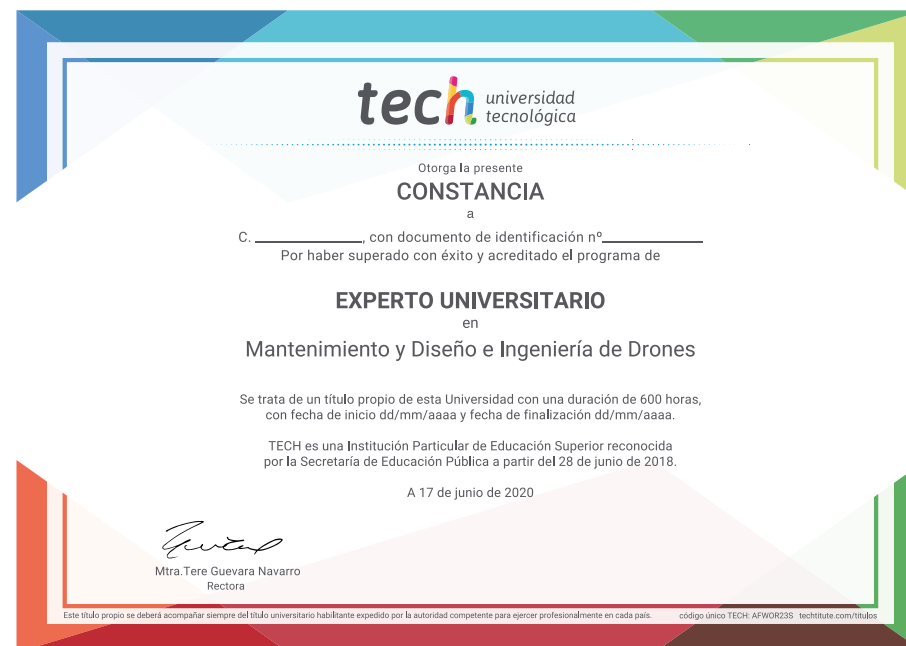 tech universidad
tecnológica
Otorga la presente
CONSTANCIA
a
C. ______________, con documento de identificación nº______________
Por haber superado con éxito y acreditado el programa de
EXPERTO UNIVERSITARIO
en
Mantenimiento y Diseño e Ingeniería de Drones
Se trata de un título propio de esta Universidad con una duración de 600 horas,
con fecha de inicio dd/mm/aaaa y fecha de finalización dd/mm/aaaa.
TECH es una Institución Particular de Educación Superior reconocida
por la Secretaría de Educación Pública a partir del 28 de junio de 2018.
A 17 de junio de 2020
Mtra.Tere Guevara Navarro
Rectora
Este título propio se deberá acompañar siempre del título universitario habilitante expedido por la autoridad competente para ejercer profesionalmente en cada país. código único TECH: AFWOR23S techtitute.com/títulos